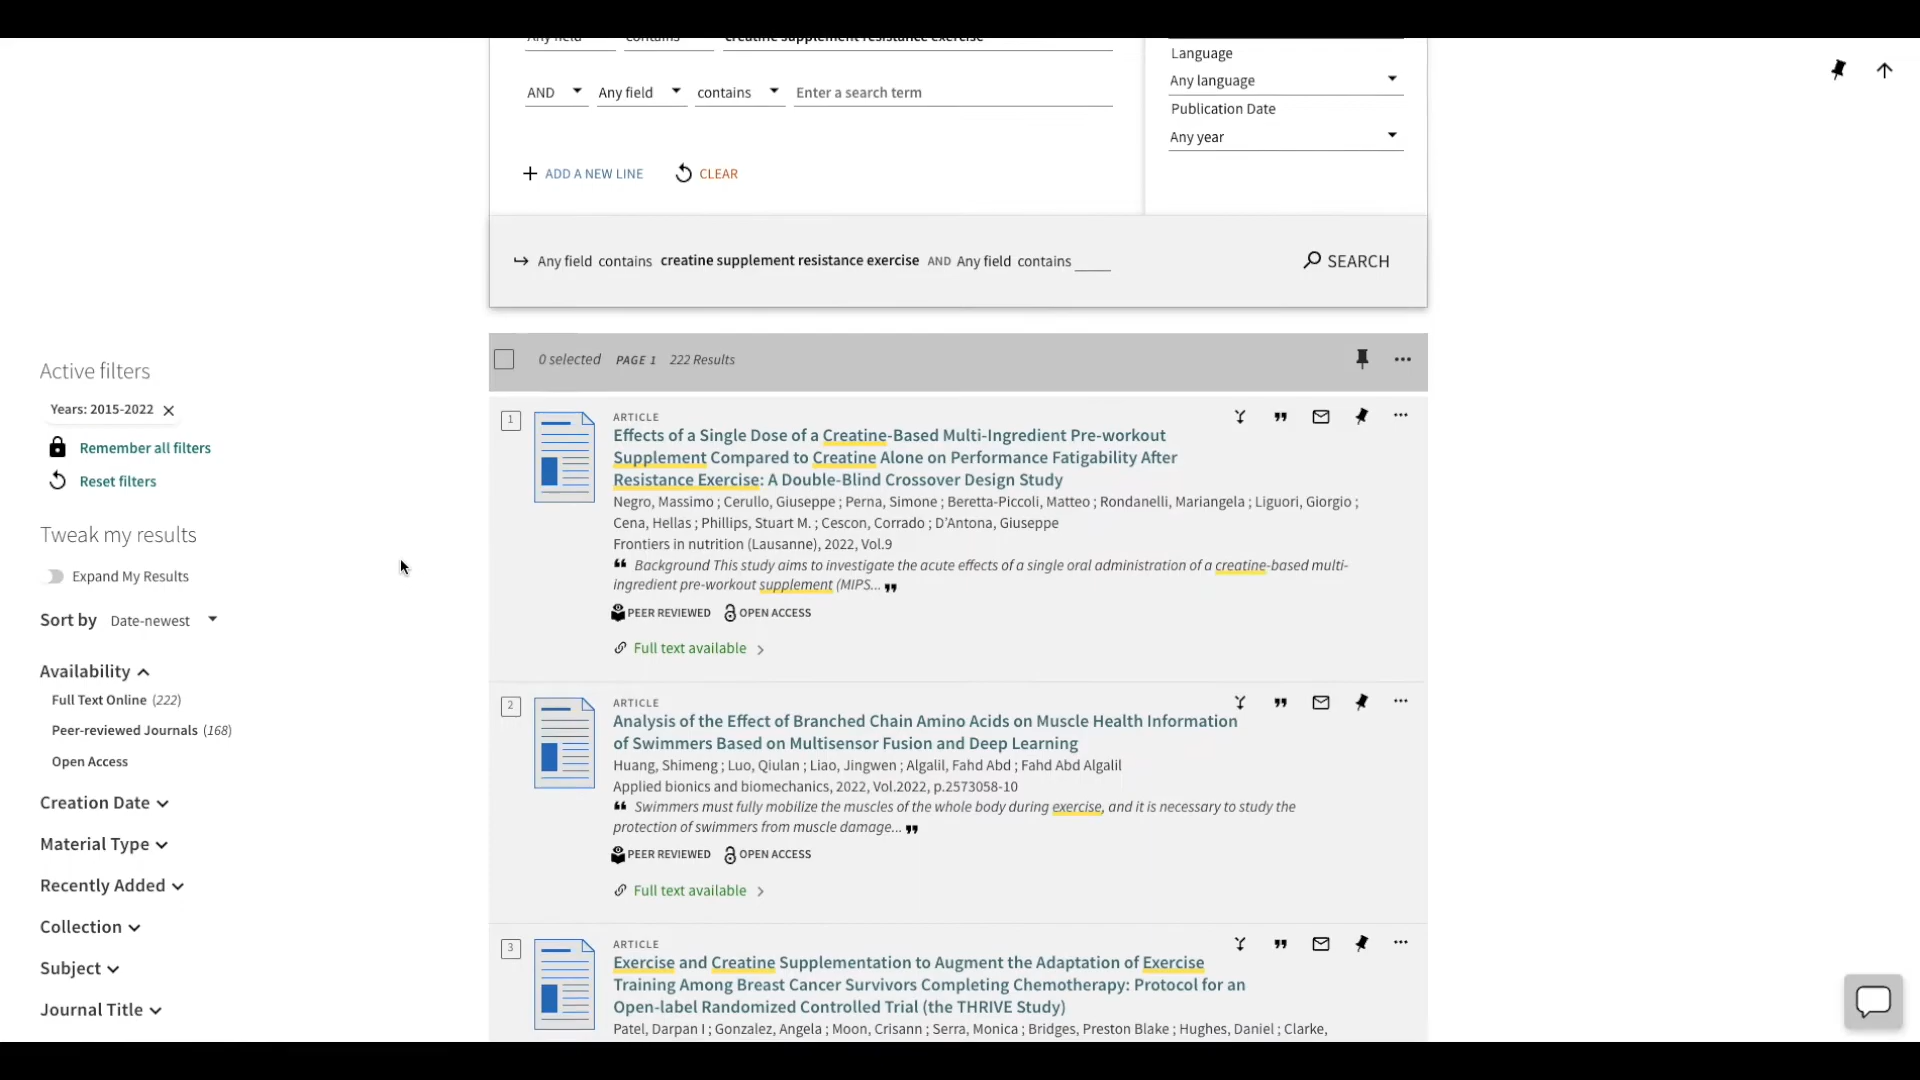 Any field contains creatine supplement resistance exercise
Language
AND Any field contains Enter a search term
Any language
Publication Date
Any year
ADD A NEW LINE CLEAR
Any field contains creatine supplement resistance exercise AND Any field contains
SEARCH
0 selected PAGE 1 222 Results
Active filters
Years: 2015-2022
Remember all filters
Reset filters
Tweak my results
Expand My Results
Sort by Date-newest
Availability
Full Text Online (222)
Peer-reviewed Journals (168)
Open Access
Creation Date
Material Type
Recently Added
Collection
Subject
Journal Title
1
ARTICLE
Effects of a Single Dose of a Creatine-Based Multi-Ingredient Pre-workout
Supplement Compared to Creatine Alone on Performance Fatigability After
Resistance Exercise: A Double-Blind Crossover Design Study
Negro, Massimo ; Cerullo, Giuseppe ; Perna, Simone ; Beretta-Piccoli, Matteo ; Rondanelli, Mariangela ; Liguori, Giorgio ;
Cena, Hellas ; Phillips, Stuart M. ; Cescon, Corrado ; D’Antona, Giuseppe
Frontiers in nutrition (Lausanne), 2022, Vol.9
❝ Background This study aims to investigate the acute effects of a single oral administration of a creatine-based multi-
ingredient pre-workout supplement (MIPS... ❞
PEER REVIEWED OPEN ACCESS
Full text available
2
ARTICLE
Analysis of the Effect of Branched Chain Amino Acids on Muscle Health Information
of Swimmers Based on Multisensor Fusion and Deep Learning
Huang, Shimeng ; Luo, Qiulan ; Liao, Jingwen ; Algalil, Fahd Abd ; Fahd Abd Algalil
Applied bionics and biomechanics, 2022, Vol.2022, p.2573058-10
❝ Swimmers must fully mobilize the muscles of the whole body during exercise, and it is necessary to study the
protection of swimmers from muscle damage... ❞
PEER REVIEWED OPEN ACCESS
Full text available
3
ARTICLE
Exercise and Creatine Supplementation to Augment the Adaptation of Exercise
Training Among Breast Cancer Survivors Completing Chemotherapy: Protocol for an
Open-label Randomized Controlled Trial (the THRIVE Study)
Patel, Darpan I ; Gonzalez, Angela ; Moon, Crisann ; Serra, Monica ; Bridges, Preston Blake ; Hughes, Daniel ; Clarke,